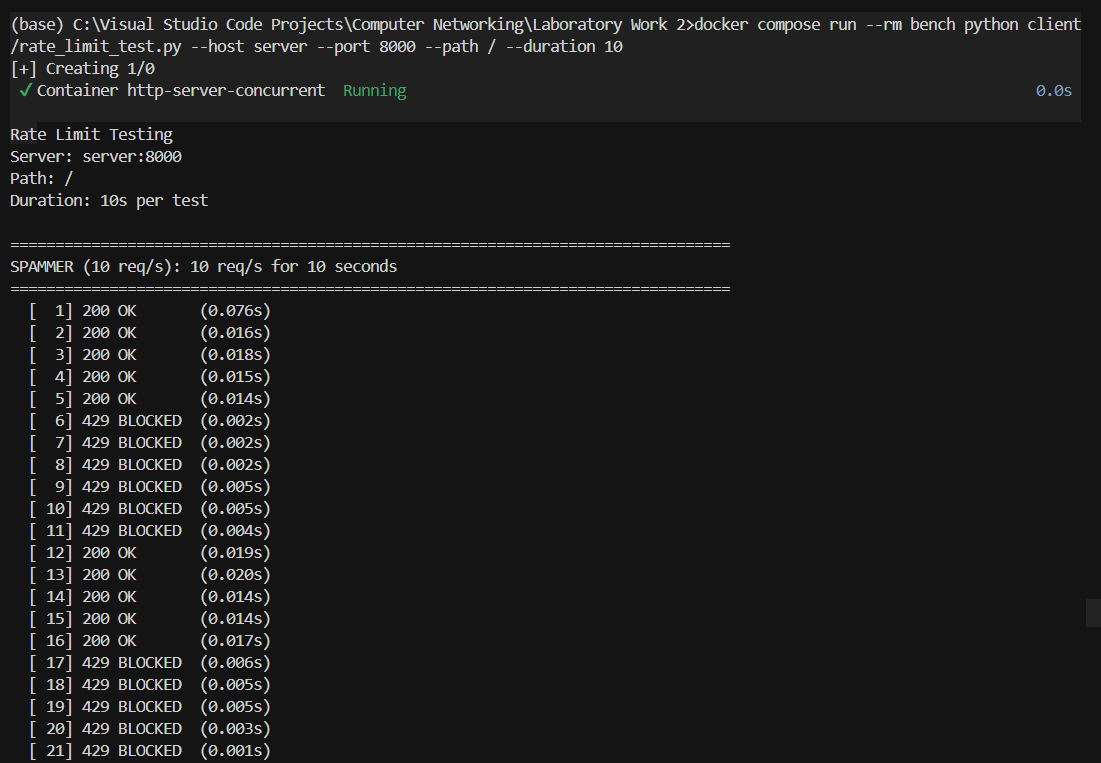 (base) C:\Visual Studio Code Projects\Computer Networking\Laboratory Work 2>docker compose run --rm bench python client
/rate_limit_test.py --host server --port 8000 --path / --duration 10
[+] Creating 1/0
✓ Container http-server-concurrent  Running 0.0s
Rate Limit Testing
Server: server:8000
Path: /
Duration: 10s per test
================================================================================
SPAMMER (10 req/s): 10 req/s for 10 seconds
================================================================================
[  1] 200 OK       (0.076s)
[  2] 200 OK       (0.016s)
[  3] 200 OK       (0.018s)
[  4] 200 OK       (0.015s)
[  5] 200 OK       (0.014s)
[  6] 429 BLOCKED  (0.002s)
[  7] 429 BLOCKED  (0.002s)
[  8] 429 BLOCKED  (0.002s)
[  9] 429 BLOCKED  (0.005s)
[ 10] 429 BLOCKED  (0.005s)
[ 11] 429 BLOCKED  (0.004s)
[ 12] 200 OK       (0.019s)
[ 13] 200 OK       (0.020s)
[ 14] 200 OK       (0.014s)
[ 15] 200 OK       (0.014s)
[ 16] 200 OK       (0.017s)
[ 17] 429 BLOCKED  (0.006s)
[ 18] 429 BLOCKED  (0.005s)
[ 19] 429 BLOCKED  (0.005s)
[ 20] 429 BLOCKED  (0.003s)
[ 21] 429 BLOCKED  (0.001s)